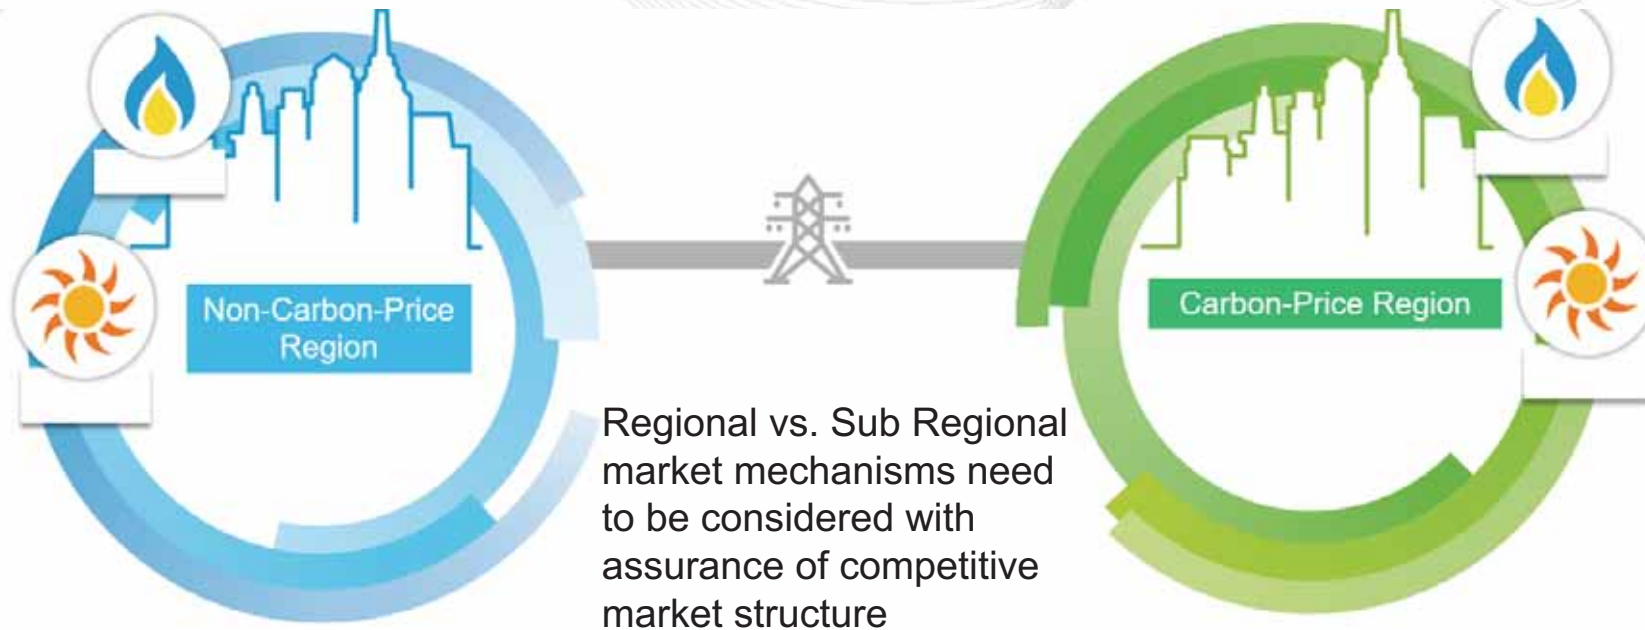 Non-Carbon-Price
Region
Carbon-Price Region
Regional vs. Sub Regional
market mechanisms need
to be considered with
assurance of competitive
market structure